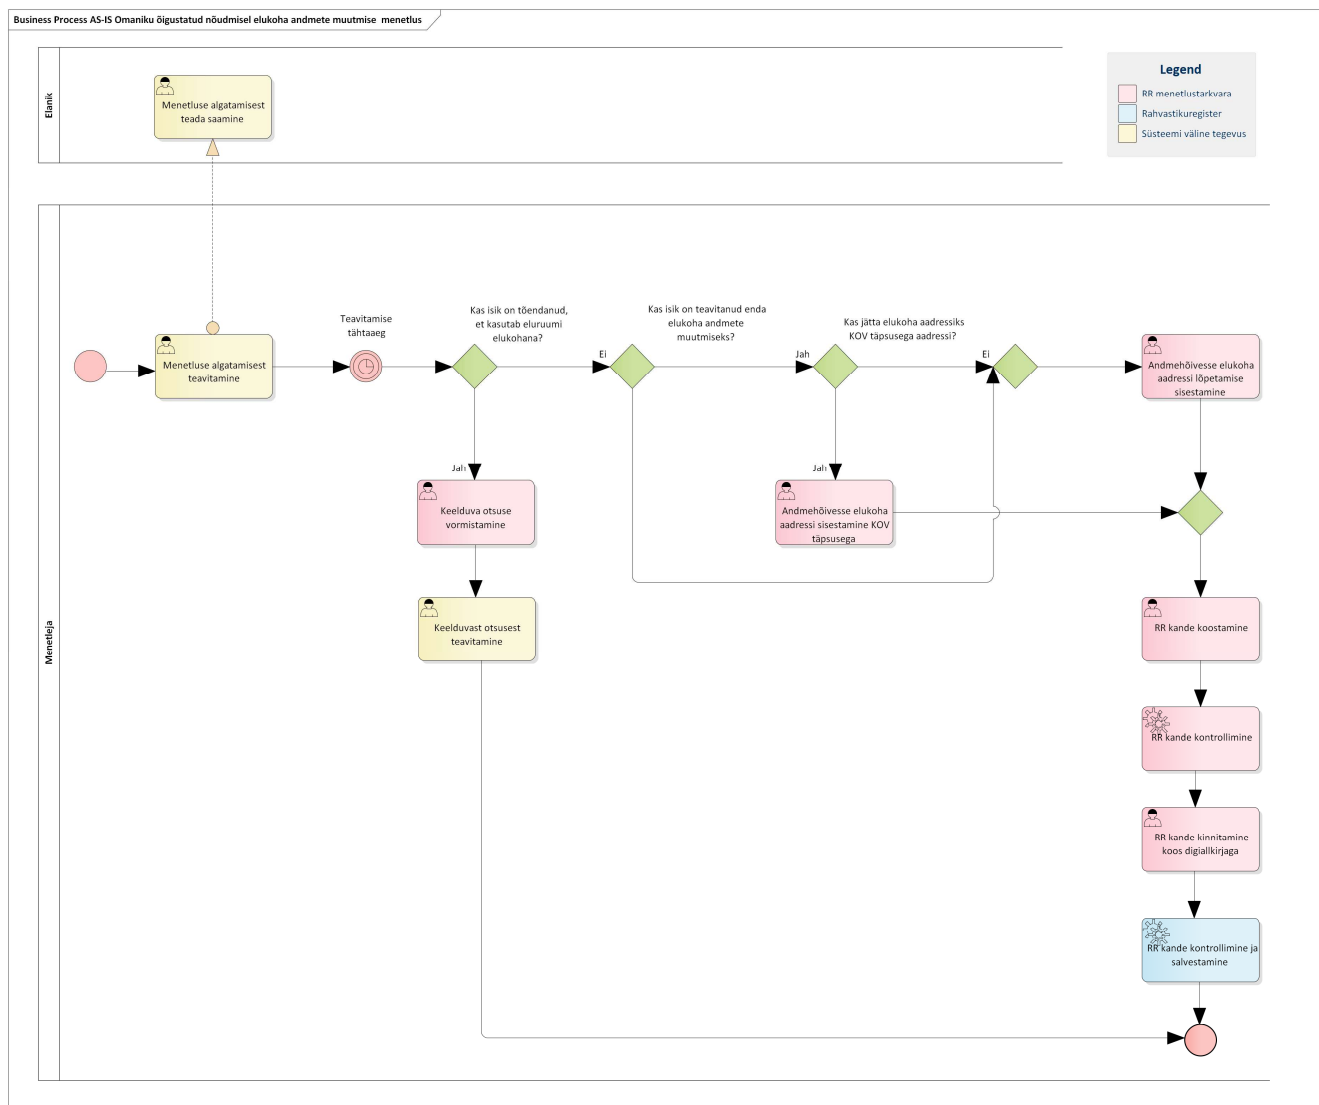 Business Process AS-IS Omaniku õigustatud nõudmisel elukoha andmete muutmise menetlus
Elanik
Menetluse algatamisest
teada saamine
Legend
RR menetlustarkvara
Rahvastikuregister
Süsteemi väline tegevus
Menetleja
Menetluse algatamisest
teavitamine
Teavitamise
tähtaeg
Kas isik on tõendanud,
et kasutab eluruumi
elukohana?
Ei
Kas isik on teavitanud enda
elukoha andmete
muutmiseks?
Jah
Kas jätta elukoha aadressiks
KOV täpsusega aadressi?
Ei
Andmehõivesse elukoha
aadressi lõpetamise
sisestamine
Jah
Keelduva otsuse
vormistamine
Jah
Andmehõivesse elukoha
aadressi sisestamine KOV
täpsusega
Keelduvast otsusest
teavitamine
RR kande koostamine
RR kande kontrollimine
RR kande kinnitamine
koos digiallkirjaga
RR kande kontrollimine ja
salvestamine